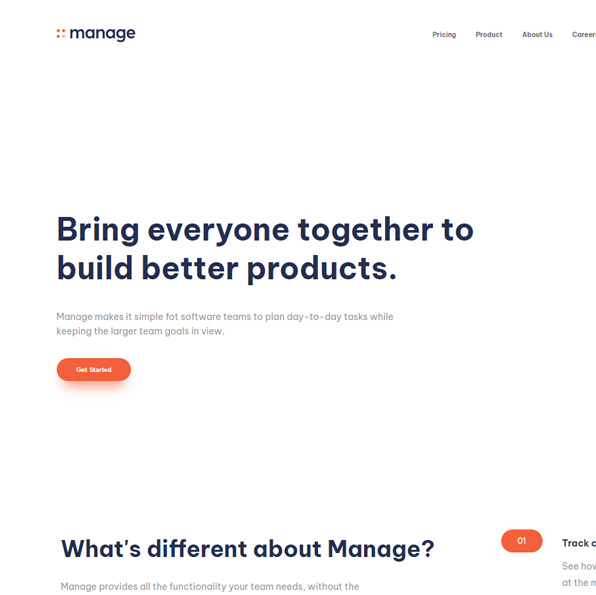 manage
Pricing Product About Us Career
Bring everyone together to
build better products.
Manage makes it simple fot software teams to plan day-to-day tasks while
keeping the larger team goals in view.
Get Started
What's different about Manage?
Manage provides all the functionality your team needs, without the
01
Track
See how
at the